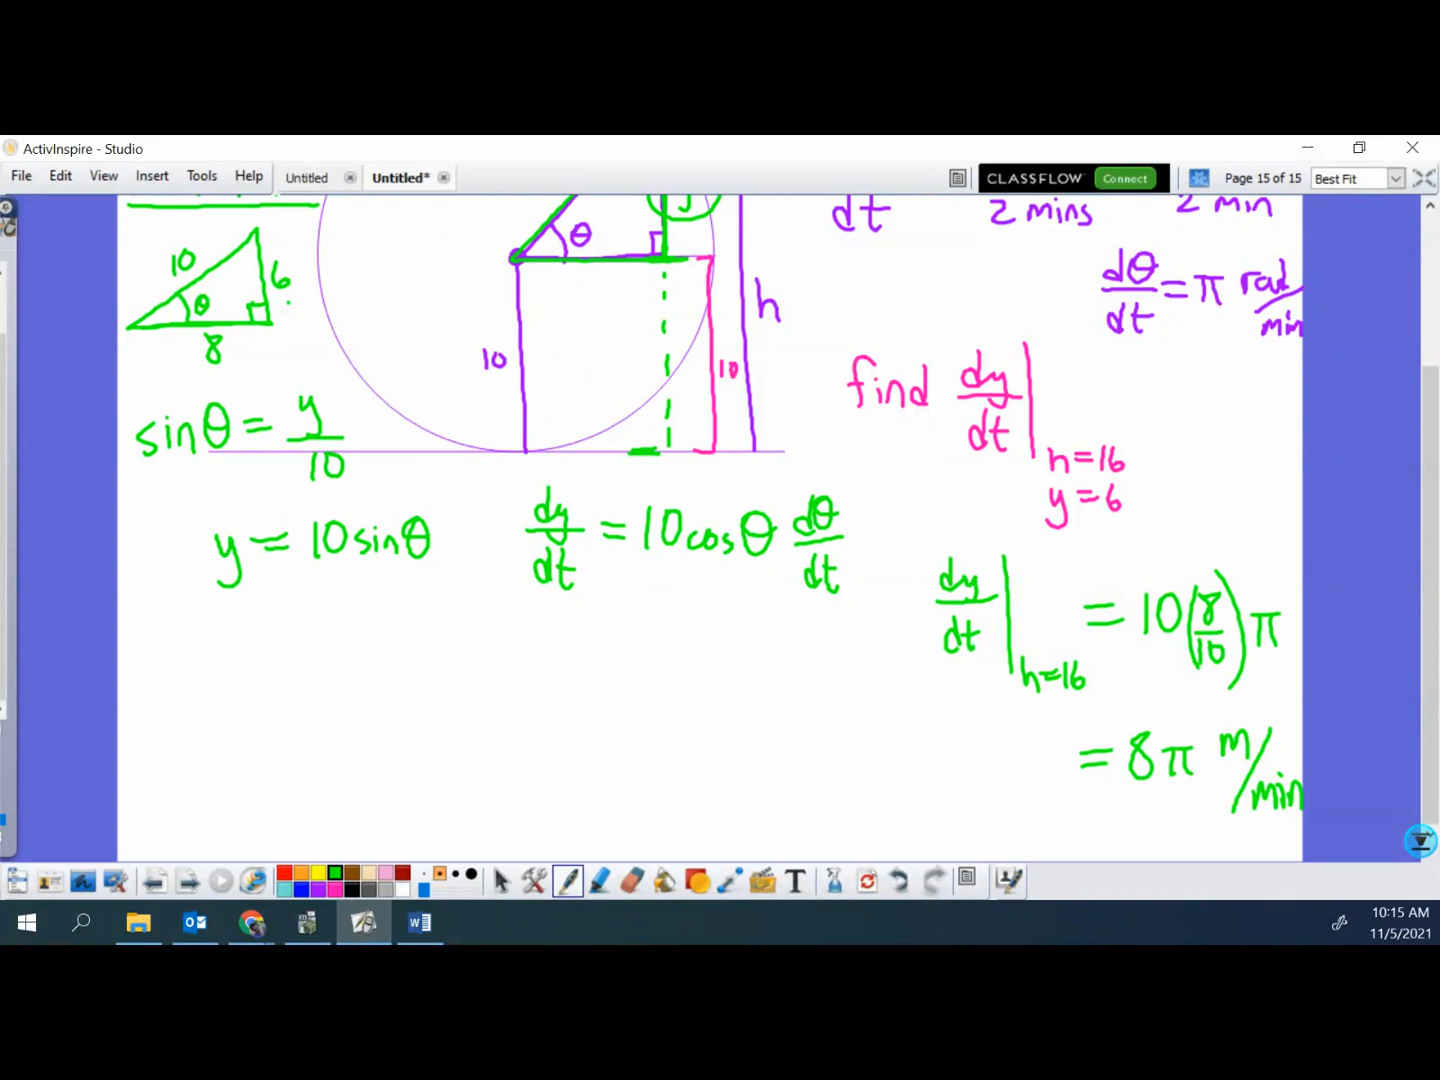 ActivInspire - Studio
File Edit View Insert Tools Help Untitled Untitled* CLASSFLOW Connect Page 15 of 15 Best Fit
dt 2 mins 2 min
10 θ 6
8
θ
10 h 10
dθ/dt = π rad/min
find dy/dt | h=16
y=6
sinθ = y/10
y = 10sinθ dy/dt = 10cosθ dθ/dt
dy/dt | h=16 = 10(8/10)π
= 8π m/min
T
10:15 AM
11/5/2021